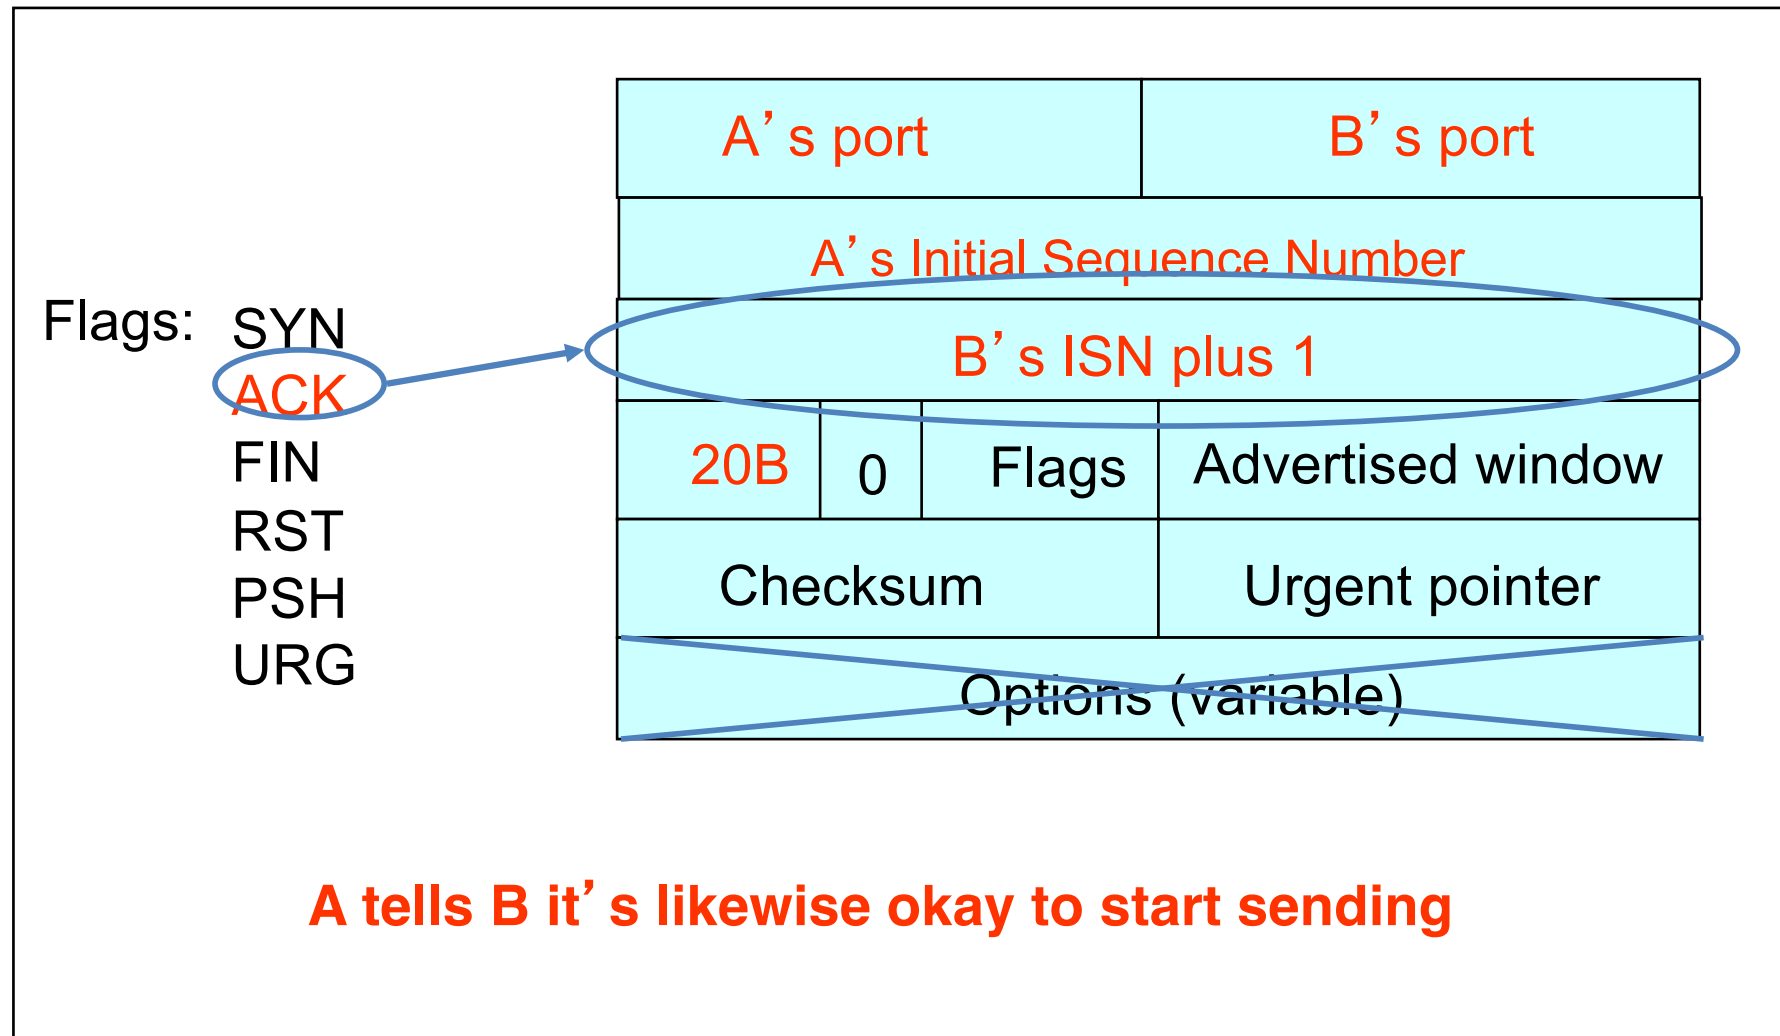 A's port B's port
A's Initial Sequence Number
Flags: SYN
ACK
FIN
RST
PSH
URG
B's ISN plus 1
20B 0 Flags Advertised window
Checksum Urgent pointer
Options (variable)
A tells B it's likewise okay to start sending